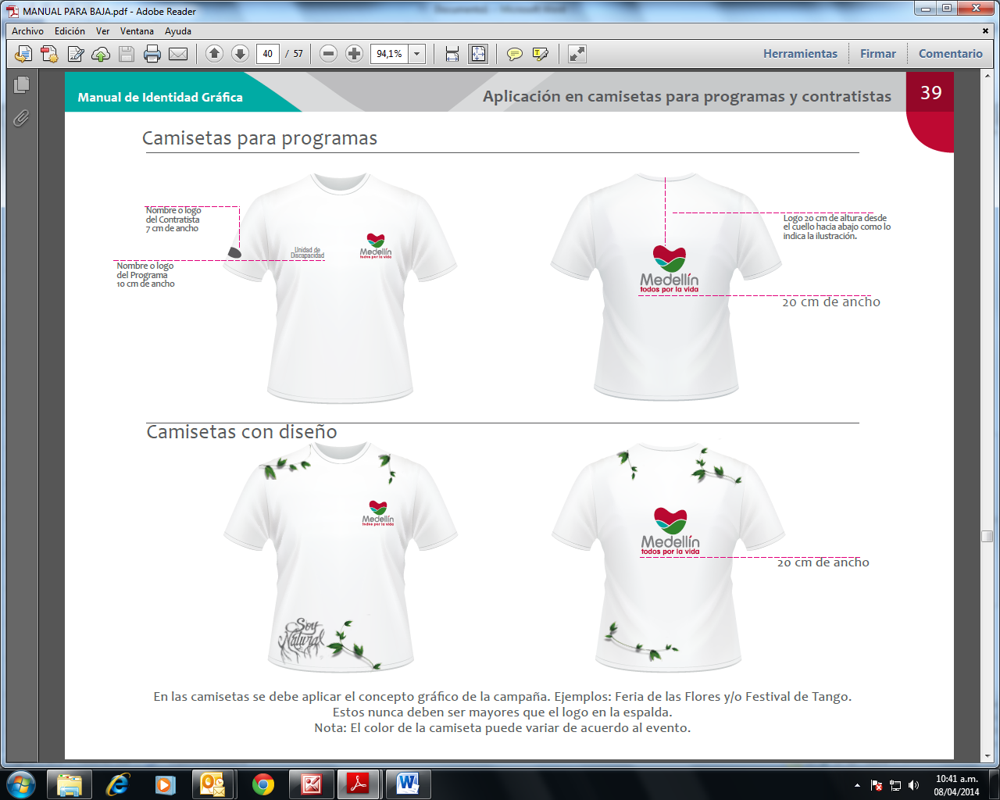 MANUAL PARA BAJA.pdf - Adobe Reader
Archivo Edición Ver Ventana Ayuda
40 / 57 94,1% Herramientas Firmar Comentario
Manual de Identidad Gráfica
Aplicación en camisetas para programas y contratistas
39
Camisetas para programas
Nombre o logo
del Contratista
7 cm de ancho
Nombre o logo
del Programa
10 cm de ancho
Unidad de
Discapacidad
Medellín
todos por la vida
Logo 20 cm de altura desde
el cuello hacia abajo como lo
indica la ilustración.
Medellín
todos por la vida
20 cm de ancho
Camisetas con diseño
Medellín
todos por la vida
Soy
Natural
Medellín
todos por la vida
20 cm de ancho
En las camisetas se debe aplicar el concepto gráfico de la campaña. Ejemplos: Feria de las Flores y/o Festival de Tango.
Estos nunca deben ser mayores que el logo en la espalda.
Nota: El color de la camiseta puede variar de acuerdo al evento.
10:41 a.m.
08/04/2014